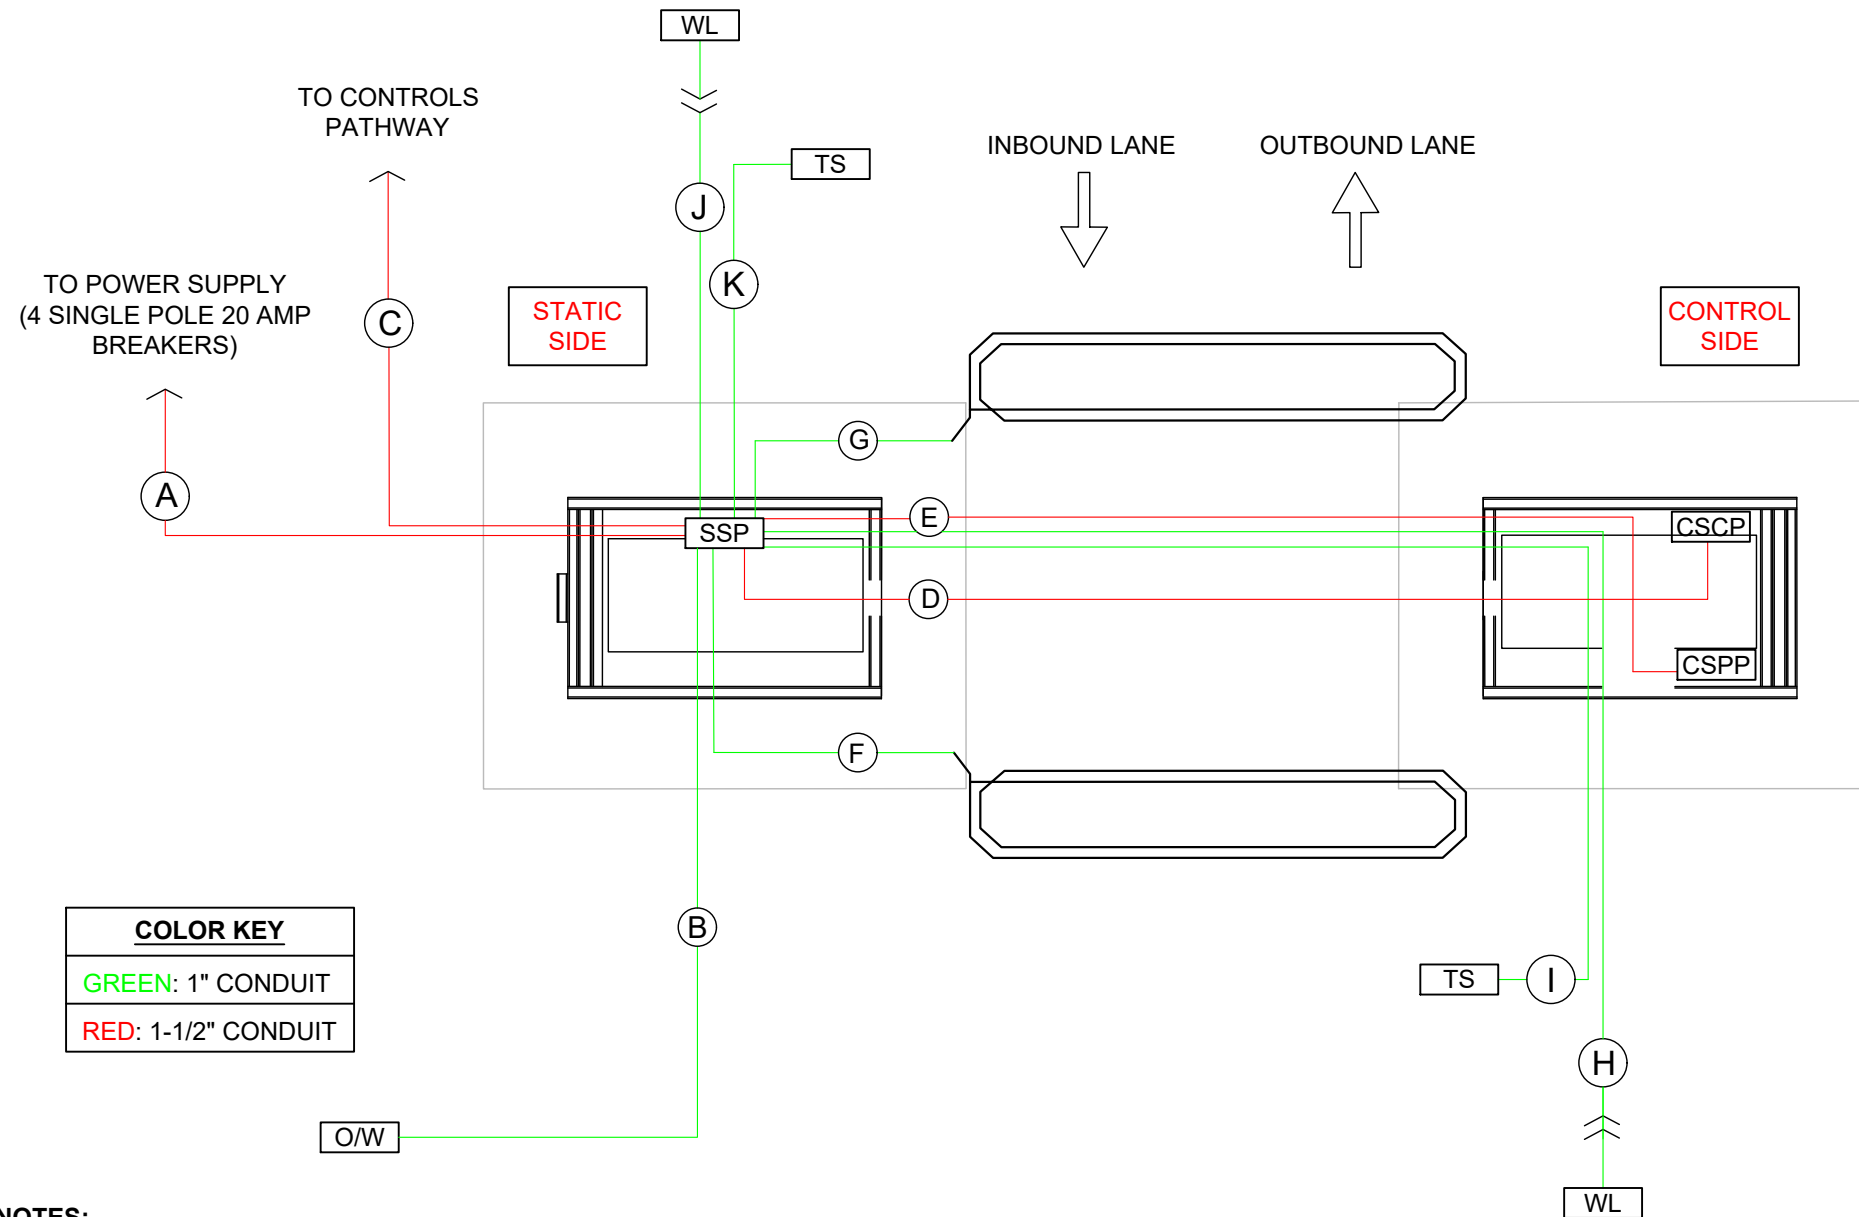 WL
TO CONTROLS
PATHWAY
TS
INBOUND LANE
OUTBOUND LANE
J
K
TO POWER SUPPLY
(4 SINGLE POLE 20 AMP
BREAKERS)
C
STATIC
SIDE
CONTROL
SIDE
G
A
SSP
E
CSCP
D
CSPP
F
B
COLOR KEY
GREEN: 1" CONDUIT
RED: 1-1/2" CONDUIT
TS
I
H
O/W
WL
NOTES: